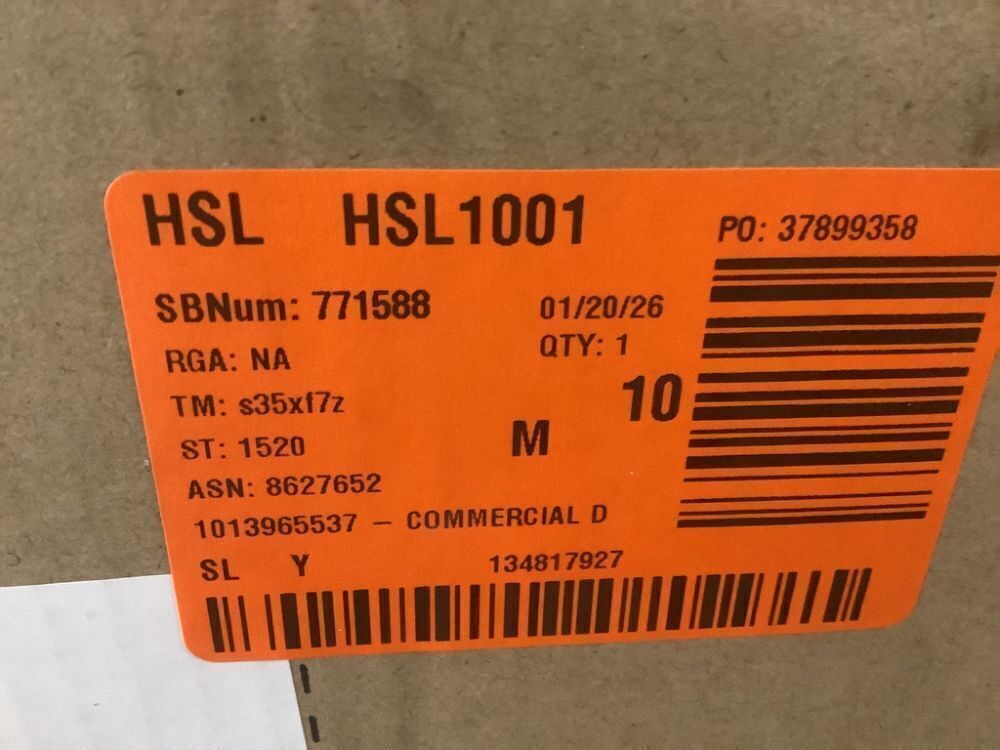 HSL HSL1001
PO: 37899358
SBNum: 771588 01/20/26
RGA: NA QTY: 1
TM: s35xf7z 10
ST: 1520 M
ASN: 8627652
1013965537 – COMMERCIAL D
SL Y 134817927